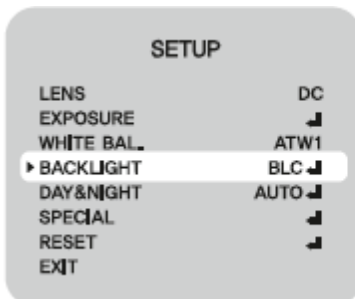 SETUP
LENS DC
EXPOSURE ↲
WHITE BAL. ATW1
▸ BACKLIGHT BLC↲
DAY&NIGHT AUTO↲
SPECIAL ↲
RESET ↲
EXIT